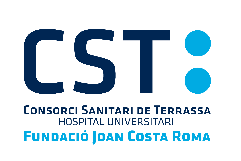 CST:
CONSORCI SANITARI DE TERRASSA
HOSPITAL UNIVERSITARI
FUNDACIÓ JOAN COSTA ROMA